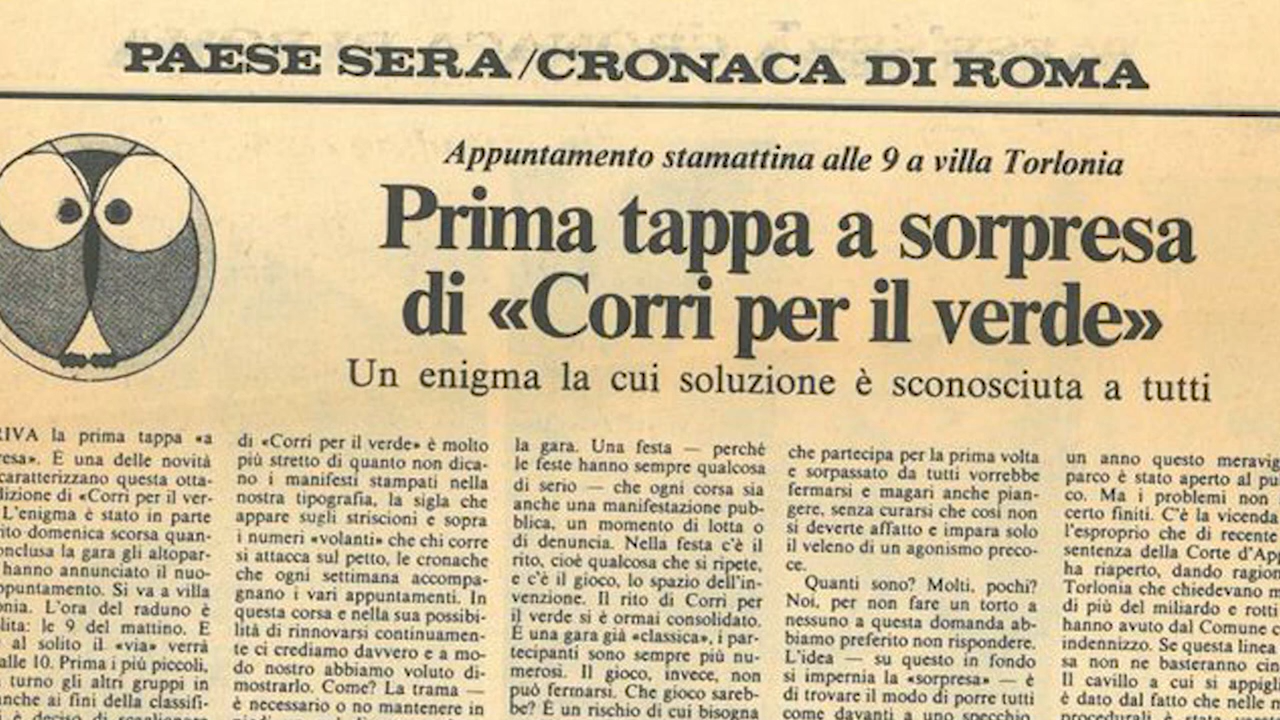 PAESE SERA/CRONACA DI ROMA
Appuntamento stamattina alle 9 a villa Torlonia
Prima tappa a sorpresa
di «Corri per il verde»
Un enigma la cui soluzione è sconosciuta a tutti
RIVA la prima tappa «a
resa». È una delle novità
caratterizzano questa otta-
dizione di «Corri per il ver-
L'enigma è stato in parte
rito domenica scorsa quan-
onclusa la gara gli altopar-
hanno annunciato il nuo-
ppuntamento. Si va a villa
onia. L'ora del raduno è
olita: le 9 del mattino. E
al solito il «via» verrà
alle 10. Prima i più piccoli,
turno gli altri gruppi in
anche ai fini della classifi-
è deciso di
di «Corri per il verde» è molto
più stretto di quanto non dica-
no i manifesti stampati nella
nostra tipografia, la sigla che
appare sugli striscioni e sopra
i numeri «volanti» che chi corre
si attacca sul petto, le cronache
che ogni settimana accompa-
gnano i vari appuntamenti. In
questa corsa e nella sua possibi-
lità di rinnovarsi continuamen-
te ci crediamo davvero e a mo-
do nostro abbiamo voluto di-
mostrarlo. Come? La trama —
è necessario o no mantenere in
la gara. Una festa — perché
le feste hanno sempre qualcosa
di serio — che ogni corsa sia
anche una manifestazione pub-
blica, un momento di lotta o
di denuncia. Nella festa c'è il
rito, cioè qualcosa che si ripete,
e c'è il gioco, lo spazio dell'in-
venzione. Il rito di Corri per
il verde si è ormai consolidato.
È una gara già «classica», i par-
tecipanti sono sempre più nu-
merosi. Il gioco, invece, non
può fermarsi. Che gioco sareb-
be? È un rischio di cui bisogna
che partecipa per la prima volta
e sorpassato da tutti vorrebbe
fermarsi e magari anche pian-
gere, senza curarsi che così non
si deverte affatto e impara solo
il veleno di un agonismo preco-
ce.
Quanti sono? Molti, pochi?
Noi, per non fare un torto a
nessuno a questa domanda ab-
biamo preferito non rispondere.
L'idea — su questo in fondo
si impernia la «sorpresa» — è
di trovare il modo di porre tutti
come davanti a uno specchio,
un anno questo meravig
parco è stato aperto al pu
co. Ma i problemi non
certo finiti. C'è la vicenda
l'esproprio che di recente
sentenza della Corte d'App
ha riaperto, dando ragion
Torlonia che chiedevano m
di più del miliardo e rotti
hanno avuto dal Comune c
indennizzo. Se questa linea
sa non ne basteranno cin
Il cavillo a cui si appigli
è dato dal fatto che nelle m
procedurali